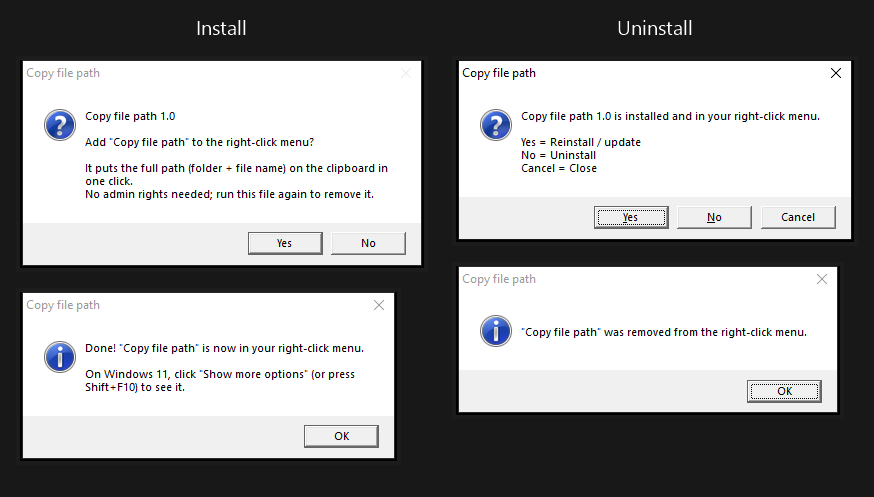 Install
Copy file path
Copy file path 1.0
Add "Copy file path" to the right-click menu?
It puts the full path (folder + file name) on the clipboard in
one click.
No admin rights needed; run this file again to remove it.
Yes
No
Copy file path
Done! "Copy file path" is now in your right-click menu.
On Windows 11, click "Show more options" (or press
Shift+F10) to see it.
OK
Uninstall
Copy file path
Copy file path 1.0 is installed and in your right-click menu.
Yes = Reinstall / update
No = Uninstall
Cancel = Close
Yes
No
Cancel
Copy file path
"Copy file path" was removed from the right-click menu.
OK